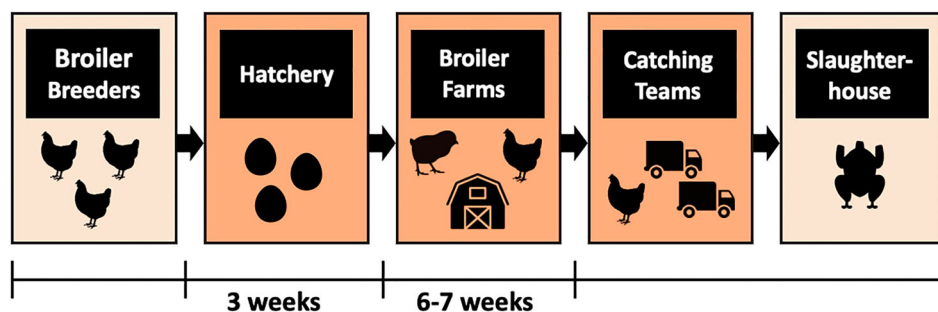 Broiler
Breeders
Hatchery
Broiler
Farms
Catching
Teams
Slaughter-
house
3 weeks
6-7 weeks